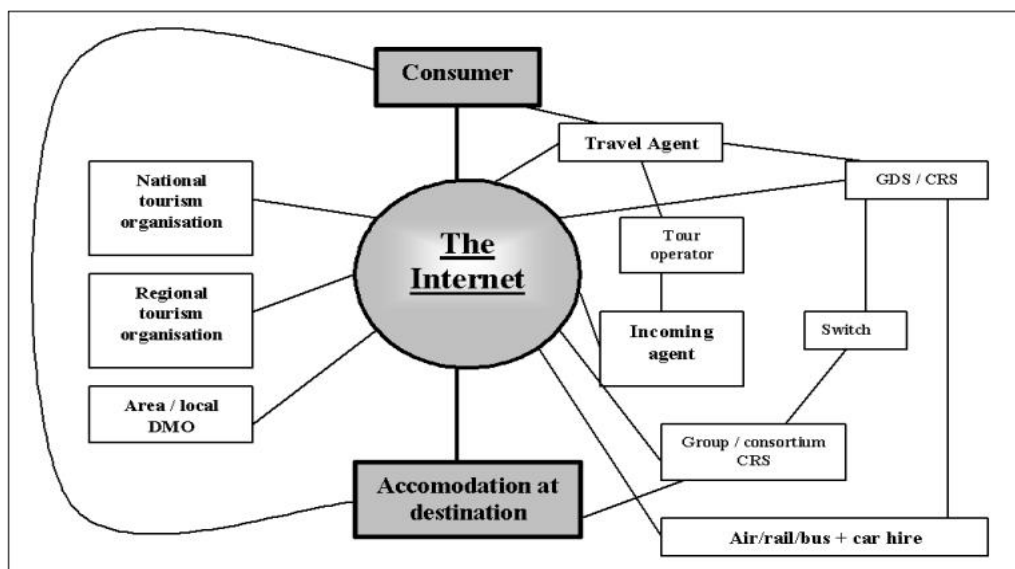 Consumer
Travel Agent
National
tourism
organisation
GDS / CRS
The
Internet
Tour
operator
Regional
tourism
organisation
Incoming
agent
Switch
Area / local
DMO
Group / consortium
CRS
Accomodation at
destination
Air/rail/bus + car hire